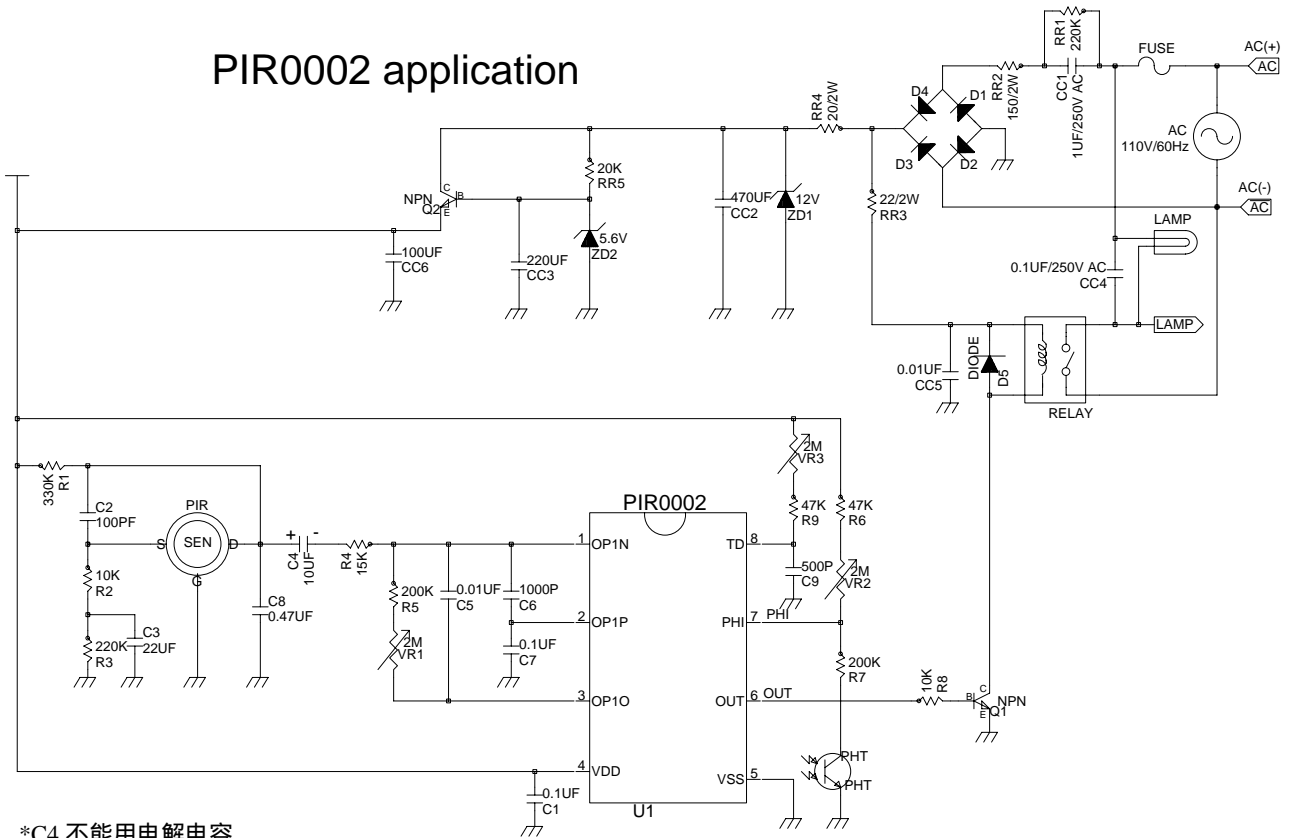 PIR0002 application
RR1
220K
FUSE
AC(+)
AC
RR2
150/2W
CC1
1UF/250V AC
D4
D1
D3
D2
RR4
20/2W
AC
110V/60Hz
AC(-)
AC
20K
RR5
NPN
Q2
C
B
E
470UF
CC2
12V
ZD1
22/2W
RR3
LAMP
100UF
CC6
220UF
CC3
5.6V
ZD2
0.1UF/250V AC
CC4
LAMP
DIODE
D5
0.01UF
CC5
RELAY
2M
VR3
330K
R1
C2
100PF
PIR
S
SEN
D
G
10K
R2
C3
22UF
220K
R3
C8
0.47UF
+
-
C4
10UF
R4
15K
200K
R5
2M
VR1
0.01UF
C5
1000P
C6
0.1UF
C7
PIR0002
1
OP1N
2
OP1P
3
OP1O
4
VDD
TD
8
PHI
7
PHI
OUT
6
OUT
VSS
5
U1
47K
R9
47K
R6
500P
C9
2M
VR2
200K
R7
10K
R8
B
C
E
NPN
Q1
PHT
PHT
0.1UF
C1
*C4 不能用电解电容